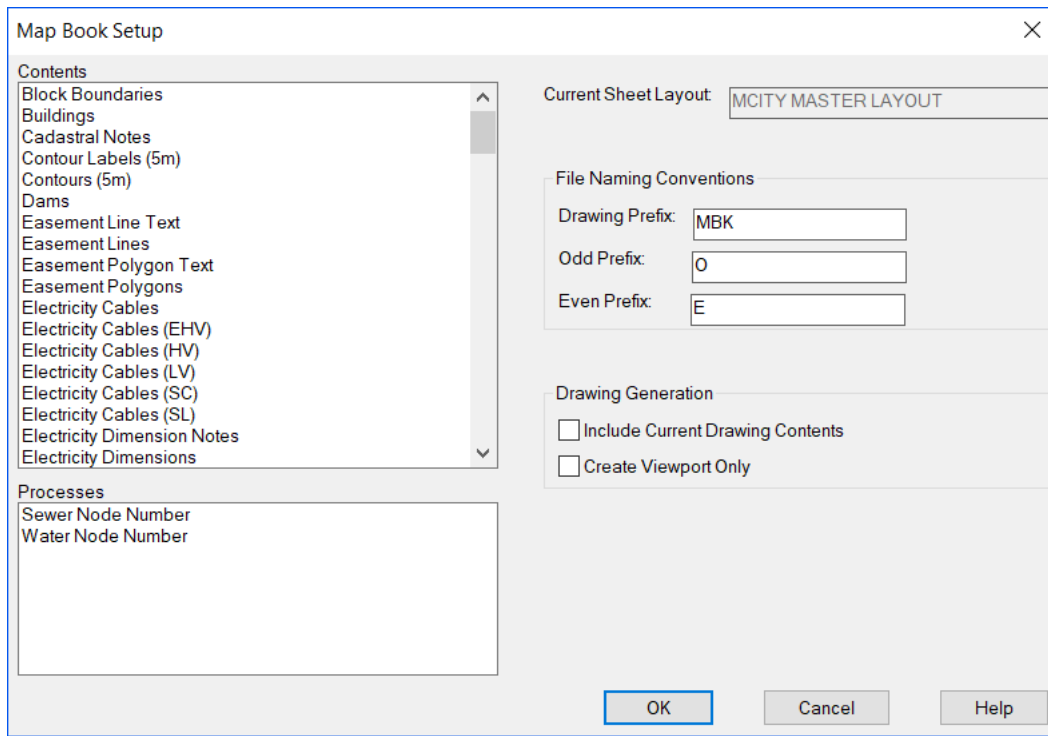 Map Book Setup
Contents
Block Boundaries
Buildings
Cadastral Notes
Contour Labels (5m)
Contours (5m)
Dams
Easement Line Text
Easement Lines
Easement Polygon Text
Easement Polygons
Electricity Cables
Electricity Cables (EHV)
Electricity Cables (HV)
Electricity Cables (LV)
Electricity Cables (SC)
Electricity Cables (SL)
Electricity Dimension Notes
Electricity Dimensions
Processes
Sewer Node Number
Water Node Number
Current Sheet Layout: MCITY MASTER LAYOUT
File Naming Conventions
Drawing Prefix: MBK
Odd Prefix: O
Even Prefix: E
Drawing Generation
Include Current Drawing Contents
Create Viewport Only
OK Cancel Help